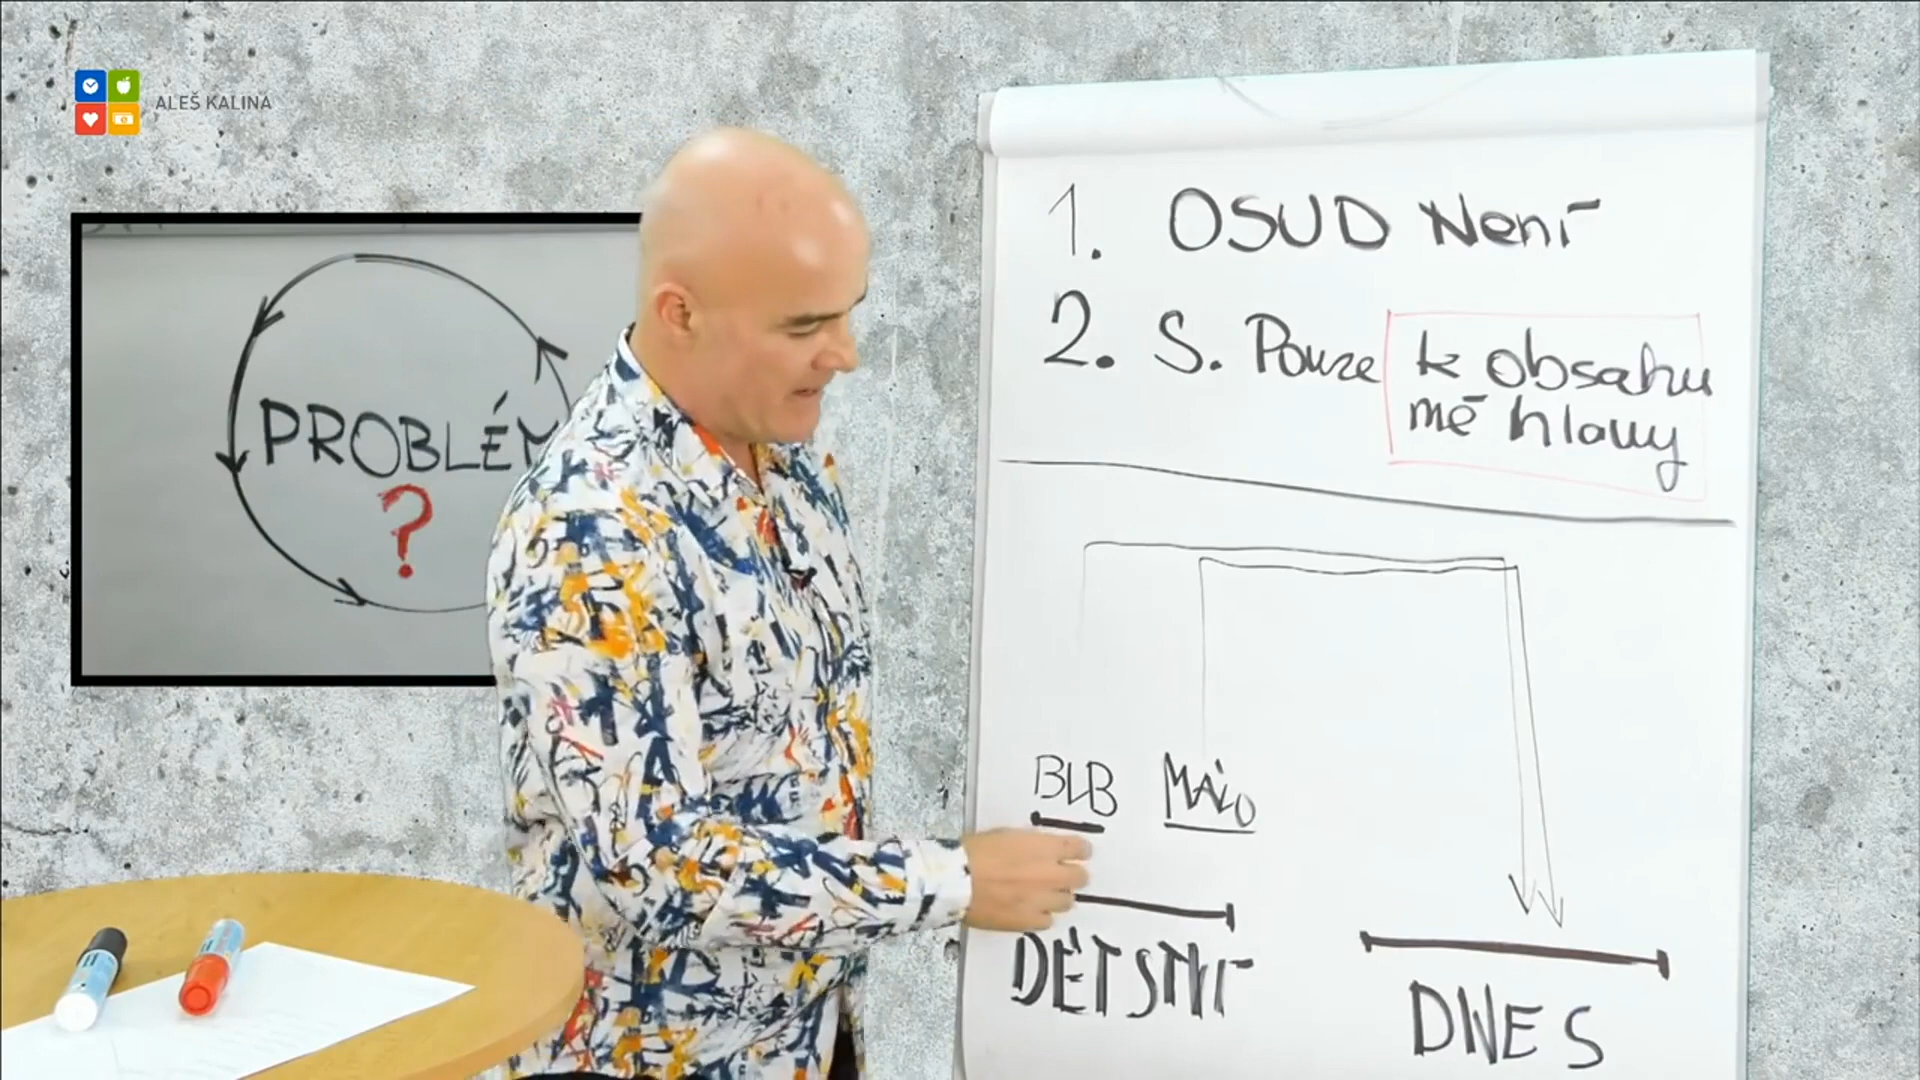 ALEŠ KALINA
PROBLÉM
?
1. OSUD Není
2. S. Pouze k obsahu
mé hlavy
BLB MÁLO
DĚTSTVÍ
DNES